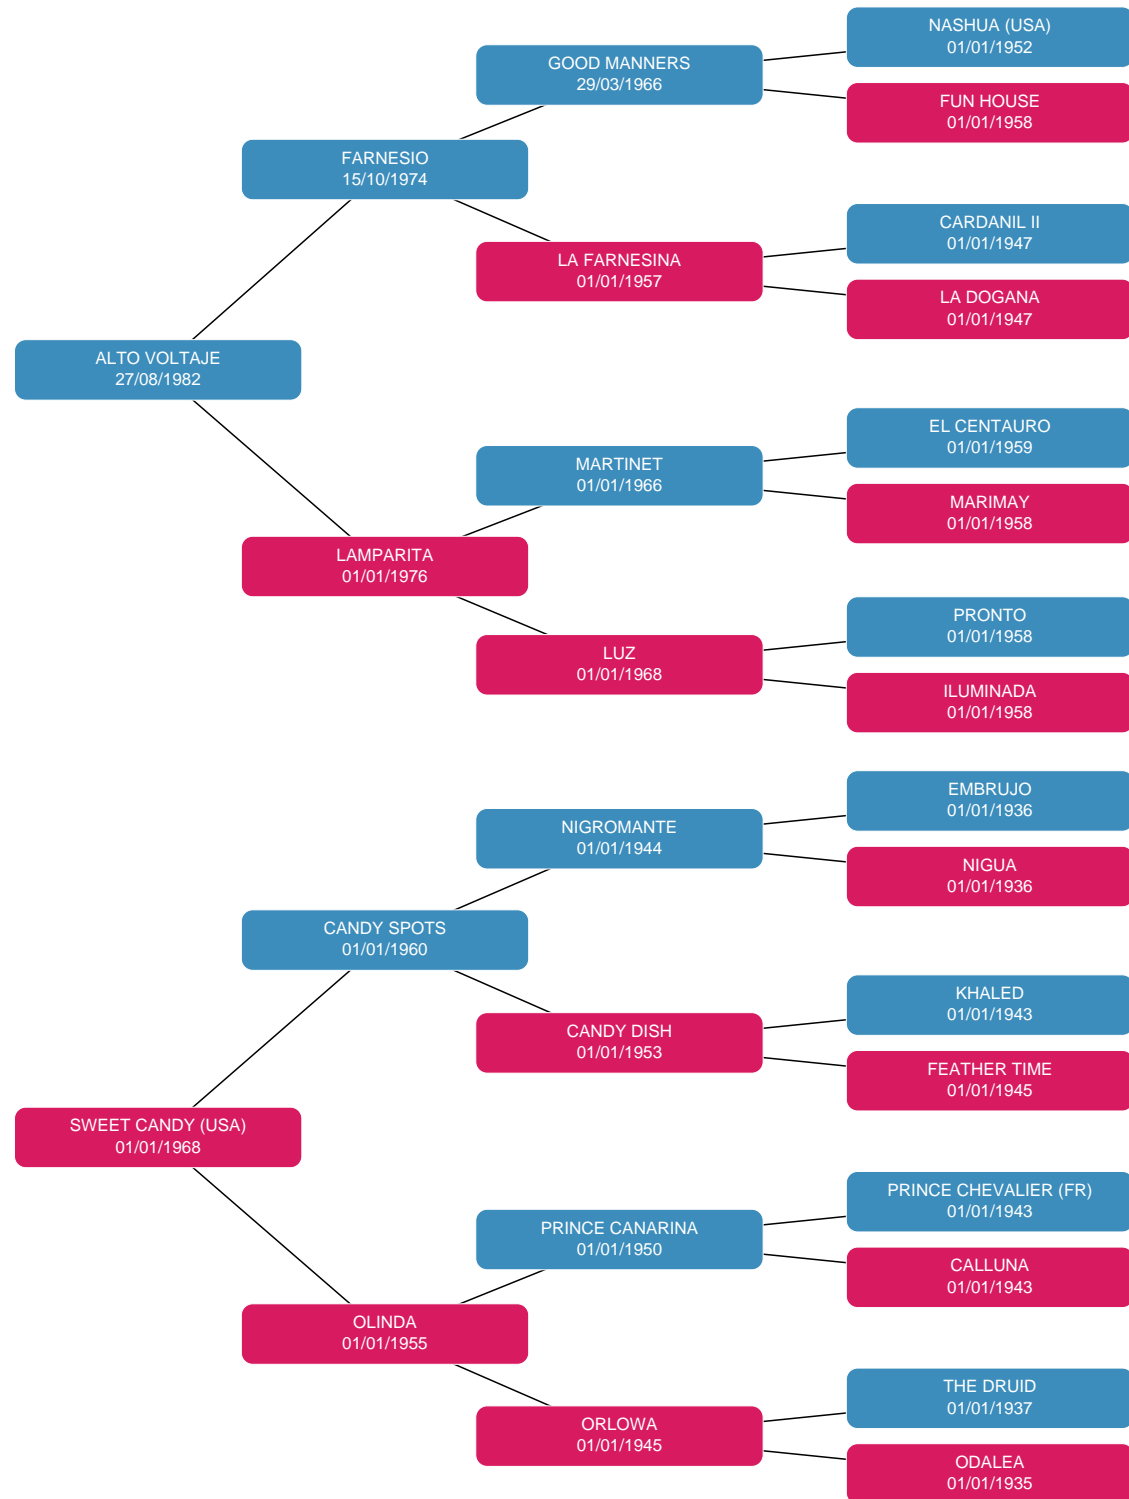 NASHUA (USA)
01/01/1952
GOOD MANNERS
29/03/1966
FUN HOUSE
01/01/1958
FARNESIO
15/10/1974
CARDANIL II
01/01/1947
LA FARNESINA
01/01/1957
LA DOGANA
01/01/1947
ALTO VOLTAJE
27/08/1982
EL CENTAURO
01/01/1959
MARTINET
01/01/1966
MARIMAY
01/01/1958
LAMPARITA
01/01/1976
PRONTO
01/01/1958
LUZ
01/01/1968
ILUMINADA
01/01/1958
EMBRUJO
01/01/1936
NIGROMANTE
01/01/1944
NIGUA
01/01/1936
CANDY SPOTS
01/01/1960
KHALED
01/01/1943
CANDY DISH
01/01/1953
FEATHER TIME
01/01/1945
SWEET CANDY (USA)
01/01/1968
PRINCE CHEVALIER (FR)
01/01/1943
PRINCE CANARINA
01/01/1950
CALLUNA
01/01/1943
OLINDA
01/01/1955
THE DRUID
01/01/1937
ORLOWA
01/01/1945
ODALEA
01/01/1935